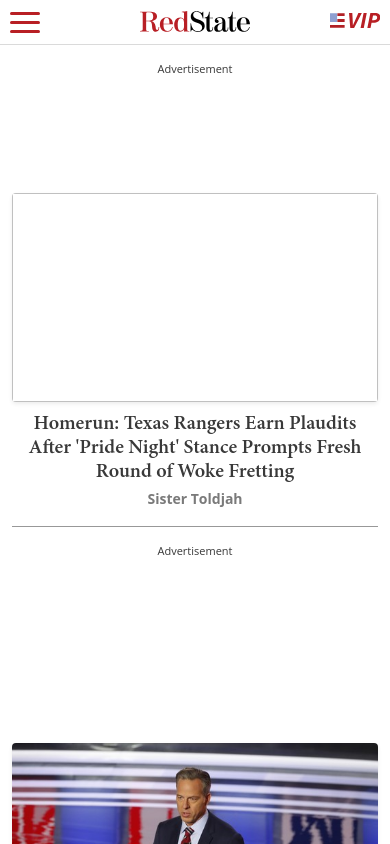 RedState
VIP
Advertisement
Homerun: Texas Rangers Earn Plaudits
After 'Pride Night' Stance Prompts Fresh
Round of Woke Fretting
Sister Toldjah
Advertisement